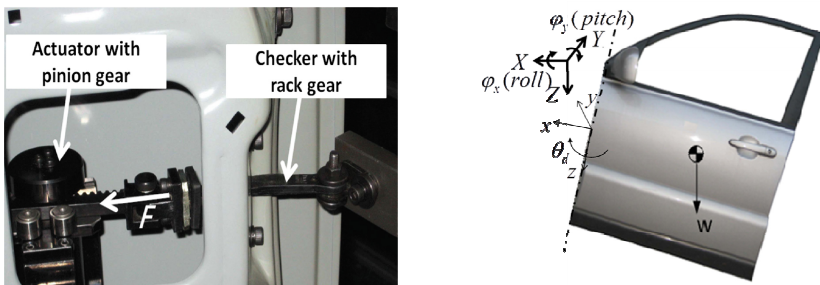 Actuator with
pinion gear
Checker with
rack gear
F
φy (pitch)
X
Y
φx (roll)
Z
y
x
θd
z
W